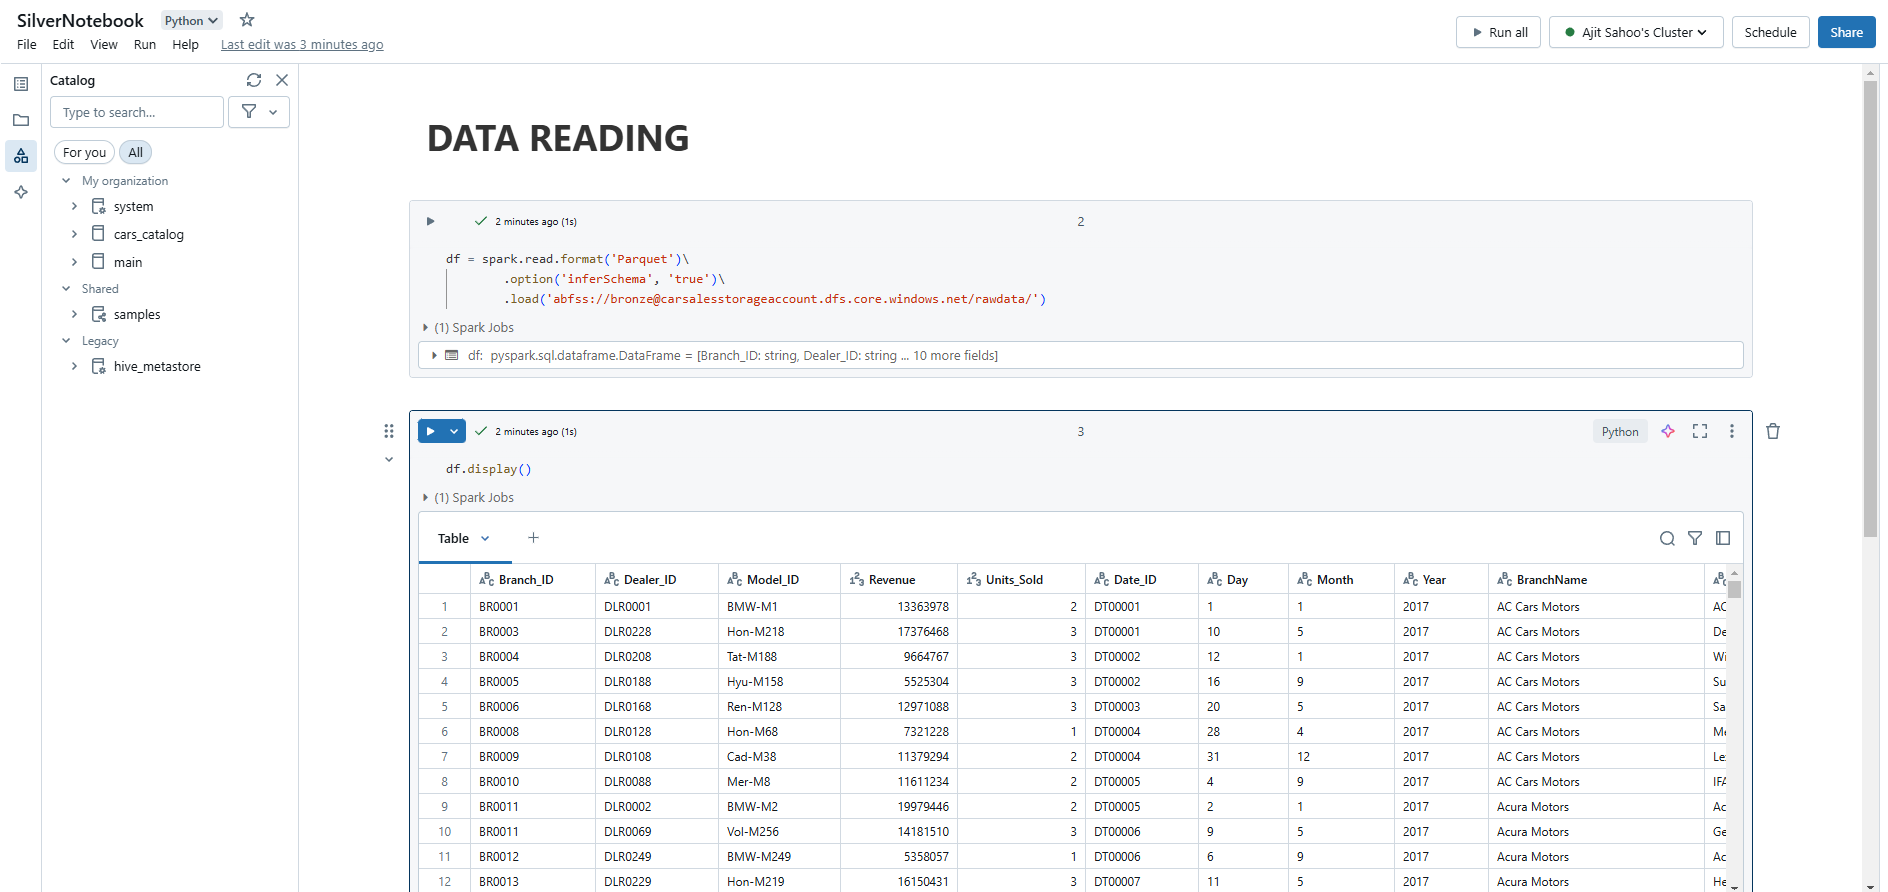 SilverNotebook Python
File Edit View Run Help Last edit was 3 minutes ago
Run all Ajit Sahoo's Cluster Schedule Share
Catalog
Type to search...
For you All
My organization
system
cars_catalog
main
Shared
samples
Legacy
hive_metastore
DATA READING
2 minutes ago (1s) 2
df = spark.read.format('Parquet')\
.option('inferSchema', 'true')\
.load('abfss://bronze@carsalesstorageaccount.dfs.core.windows.net/rawdata/')
(1) Spark Jobs
df: pyspark.sql.dataframe.DataFrame = [Branch_ID: string, Dealer_ID: string ... 10 more fields]
2 minutes ago (1s) 3 Python
df.display()
(1) Spark Jobs
Table
Branch_ID Dealer_ID Model_ID Revenue Units_Sold Date_ID Day Month Year BranchName
1 BR0001 DLR0001 BMW-M1 13363978 2 DT00001 1 1 2017 AC Cars Motors AC
2 BR0003 DLR0228 Hon-M218 17376468 3 DT00001 10 5 2017 AC Cars Motors De
3 BR0004 DLR0208 Tat-M188 9664767 3 DT00002 12 1 2017 AC Cars Motors Wi
4 BR0005 DLR0188 Hyu-M158 5525304 3 DT00002 16 9 2017 AC Cars Motors Su
5 BR0006 DLR0168 Ren-M128 12971088 3 DT00003 20 5 2017 AC Cars Motors Sa
6 BR0008 DLR0128 Hon-M68 7321228 1 DT00004 28 4 2017 AC Cars Motors Me
7 BR0009 DLR0108 Cad-M38 11379294 2 DT00004 31 12 2017 AC Cars Motors Le
8 BR0010 DLR0088 Mer-M8 11611234 2 DT00005 4 9 2017 AC Cars Motors IFA
9 BR0011 DLR0002 BMW-M2 19979446 2 DT00005 2 1 2017 Acura Motors Ac
10 BR0011 DLR0069 Vol-M256 14181510 3 DT00006 9 5 2017 Acura Motors Ge
11 BR0012 DLR0249 BMW-M249 5358057 1 DT00006 6 9 2017 Acura Motors Ac
12 BR0013 DLR0229 Hon-M219 16150431 3 DT00007 11 5 2017 Acura Motors He